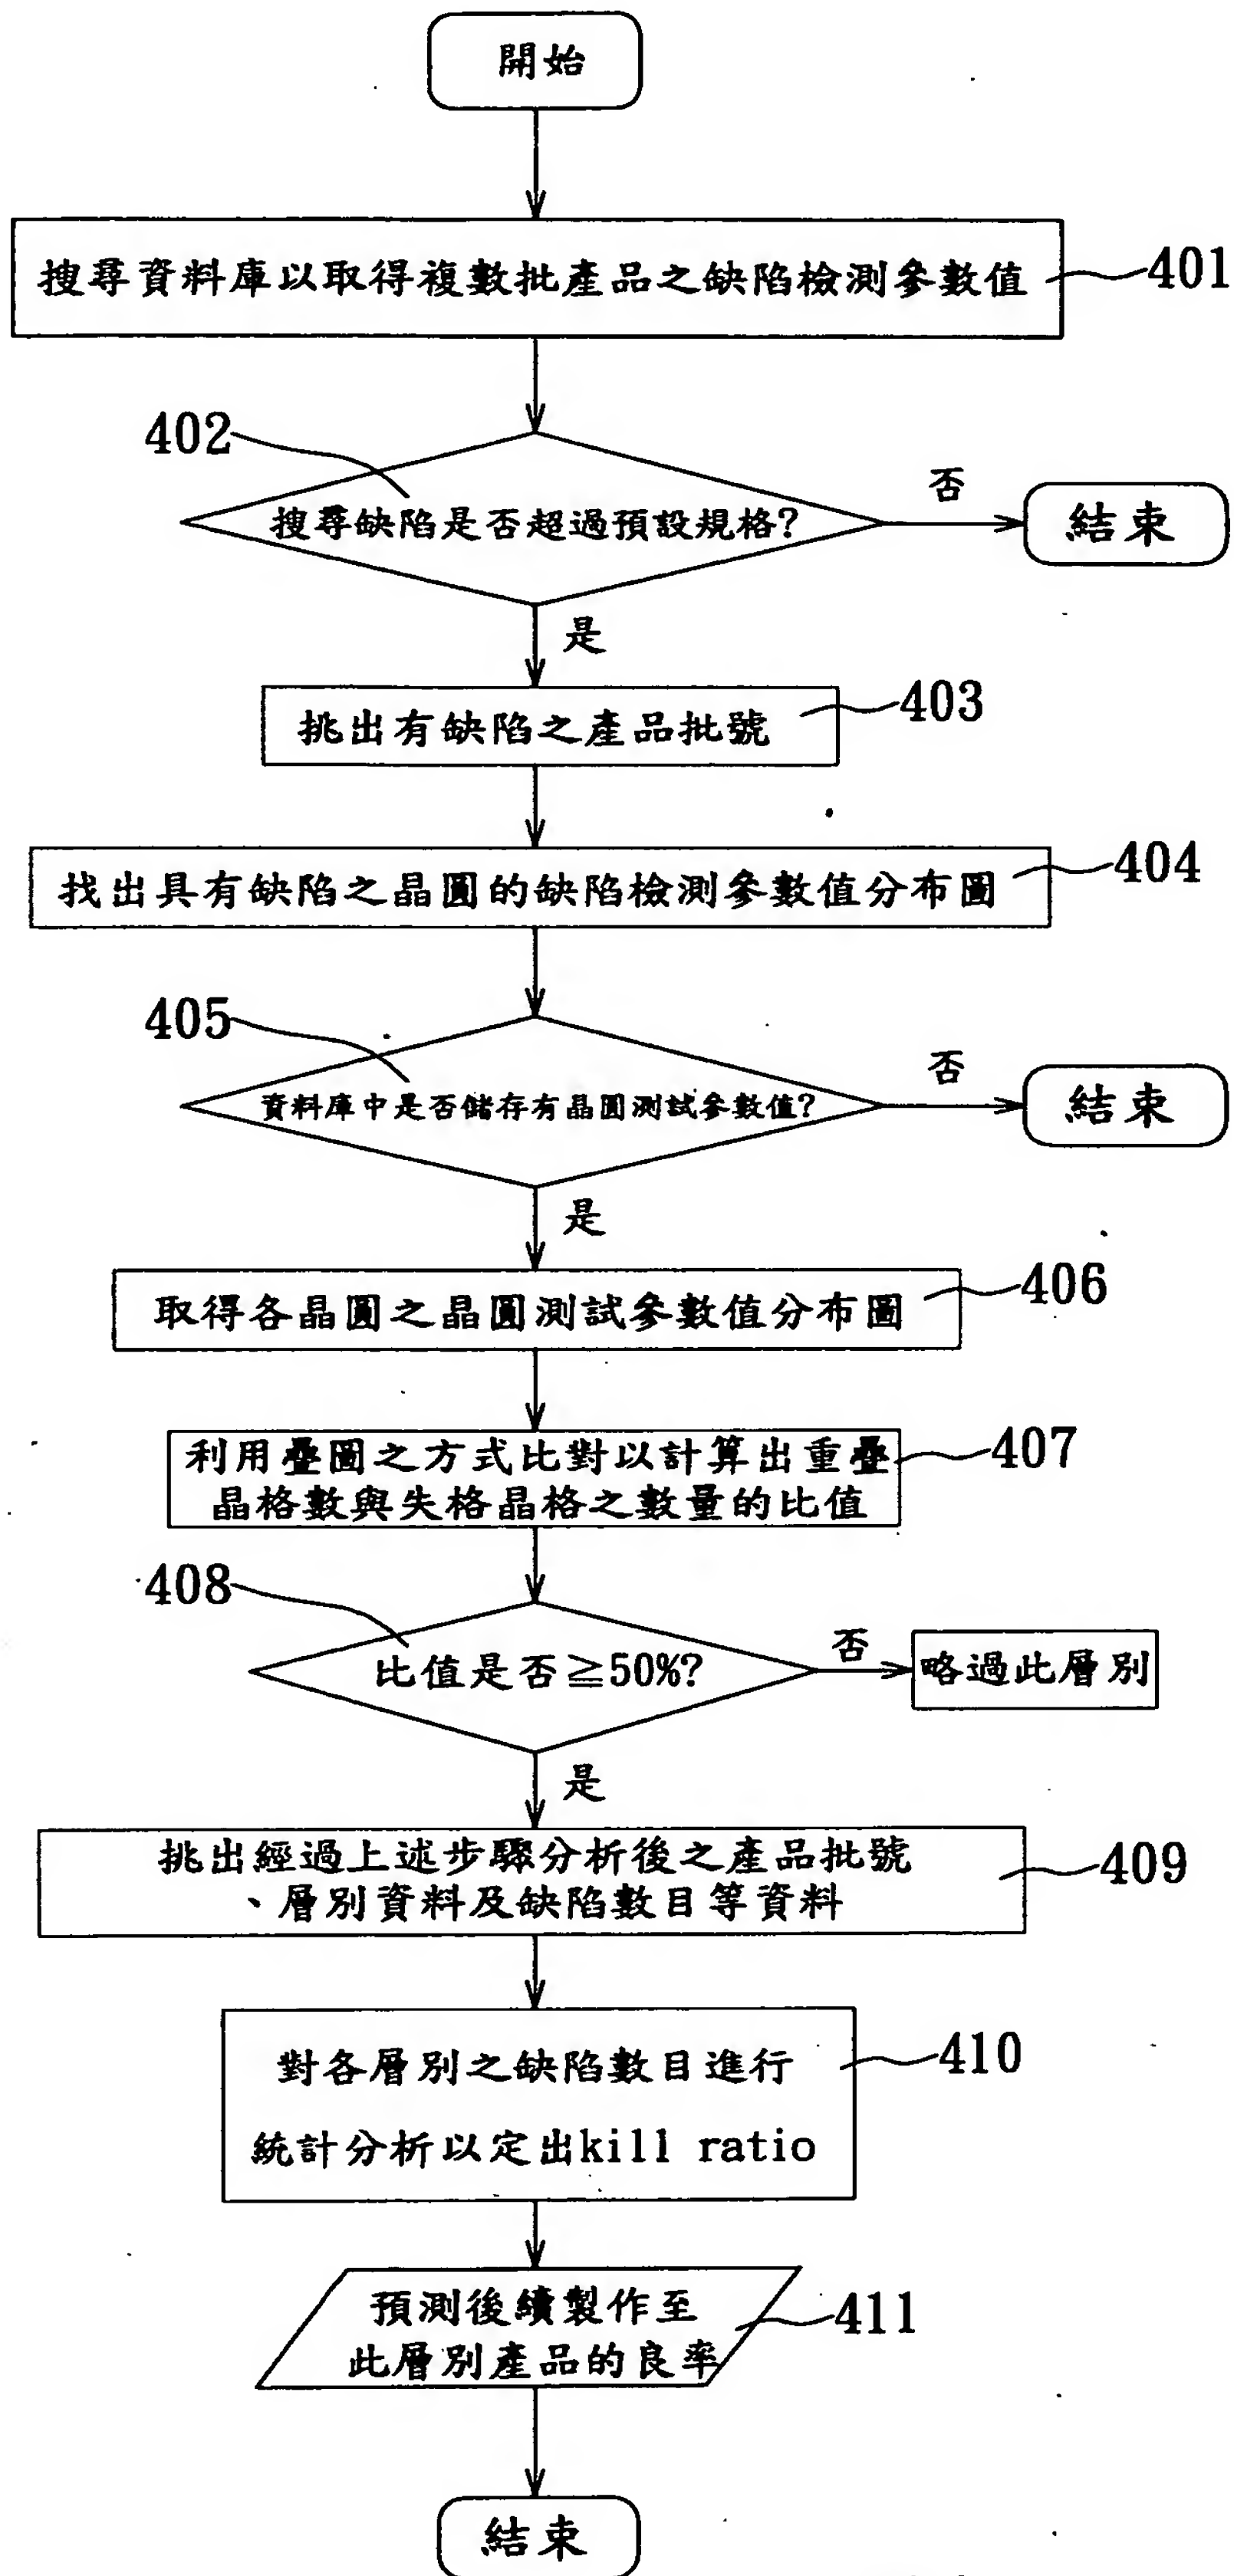 開始
搜尋資料庫以取得複數批產品之缺陷檢測參數值
401
402
搜尋缺陷是否超過預設規格?
否
結束
是
挑出有缺陷之產品批號
403
找出具有缺陷之晶圓的缺陷檢測參數值分布圖
404
405
資料庫中是否儲存有晶圓測試參數值?
否
結束
是
取得各晶圓之晶圓測試參數值分布圖
406
利用疊圖之方式比對以計算出重疊
晶格數與失格晶格之數量的比值
407
408
比值是否≧50%?
否
略過此層別
是
挑出經過上述步驟分析後之產品批號
、層別資料及缺陷數目等資料
409
對各層別之缺陷數目進行
統計分析以定出kill ratio
410
預測後續製作至
此層別產品的良率
411
結束